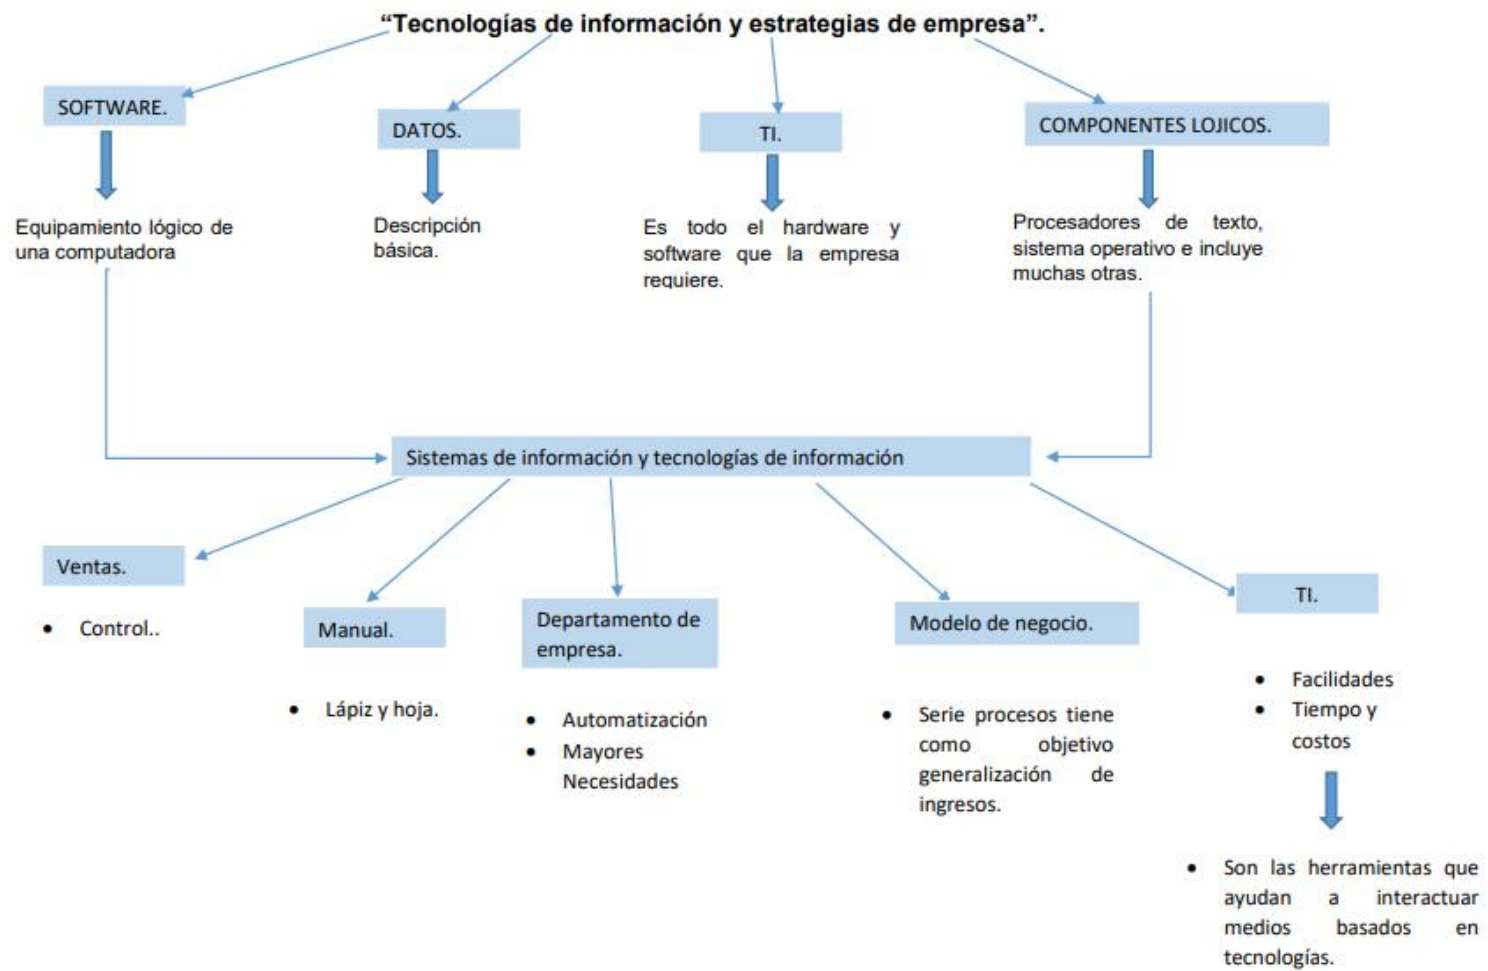 “Tecnologías de información y estrategias de empresa”.
SOFTWARE.
DATOS.
TI.
COMPONENTES LOJICOS.
Equipamiento lógico de
una computadora
Descripción
básica.
Es todo el hardware y
software que la empresa
requiere.
Procesadores de texto,
sistema operativo e incluye
muchas otras.
Sistemas de información y tecnologías de información
Ventas.
• Control..
Manual.
• Lápiz y hoja.
Departamento de
empresa.
• Automatización
• Mayores
Necesidades
Modelo de negocio.
• Serie procesos tiene
como objetivo
generalización de
ingresos.
TI.
• Facilidades
• Tiempo y
costos
• Son las herramientas que
ayudan a interactuar
medios basados en
tecnologías.